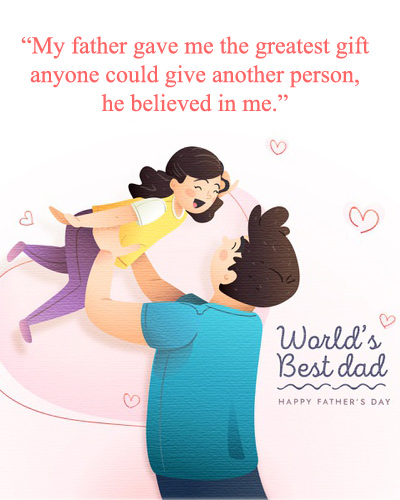 “My father gave me the greatest gift
anyone could give another person,
he believed in me.”
World's
Best dad
HAPPY FATHER'S DAY